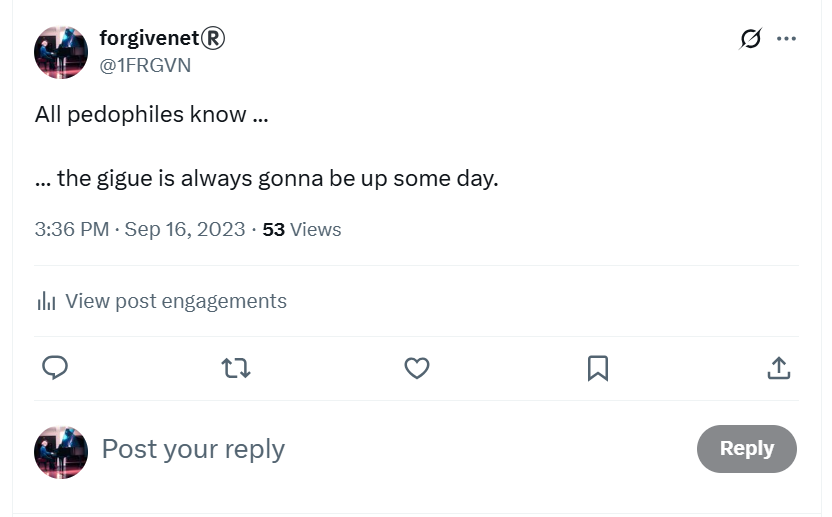 forgivenet®
@1FRGVN
All pedophiles know ...
... the gigue is always gonna be up some day.
3:36 PM · Sep 16, 2023 · 53 Views
View post engagements
Post your reply
Reply